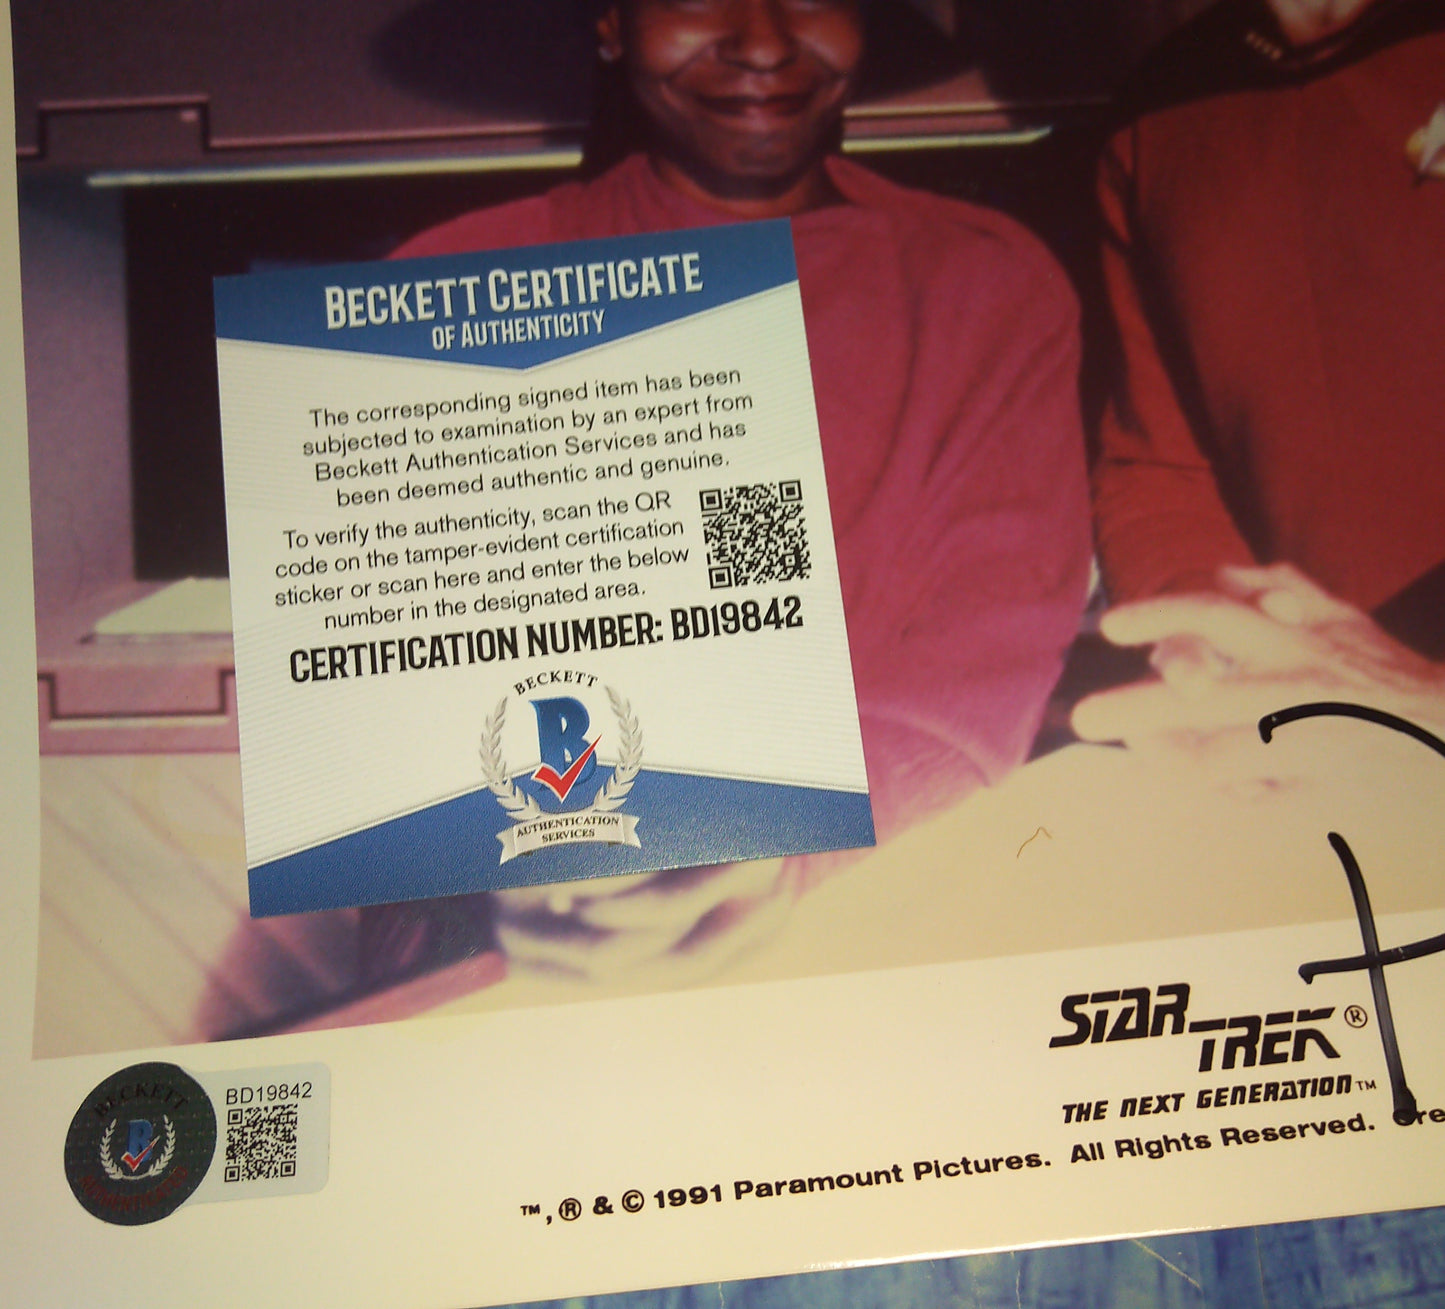 BECKETT CERTIFICATE
OF AUTHENTICITY
The corresponding signed item has been
subjected to examination by an expert from
Beckett Authentication Services and has
been deemed authentic and genuine.
To verify the authenticity, scan the QR
code on the tamper-evident certification
sticker or scan here and enter the below
number in the designated area.
CERTIFICATION NUMBER: BD19842
BECKETT
B
AUTHENTICATION
SERVICES
STAR
TREK®
THE NEXT GENERATION™
™, ® & © 1991 Paramount Pictures. All Rights Reserved. Cre
BECKETT
B
BD19842